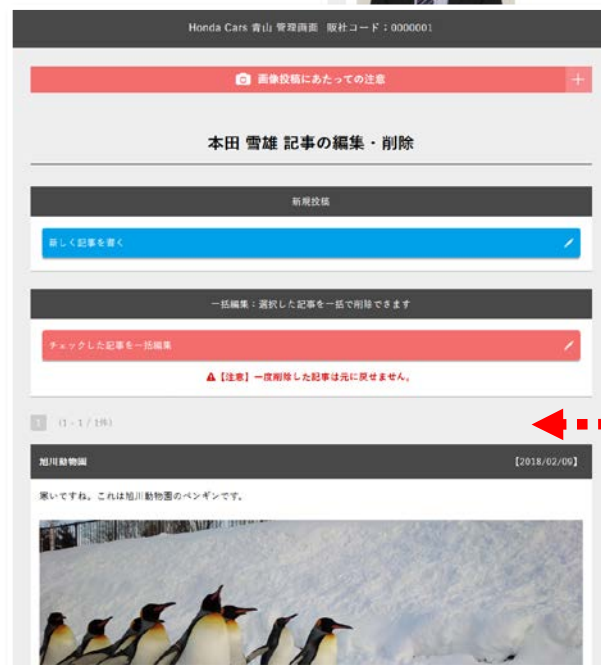 Honda Cars 青山 管理画面 販社コード：0000001
画像投稿にあたっての注意
本田 雪雄 記事の編集・削除
新規投稿
新しく記事を書く
一括編集：選択した記事を一括で削除できます
チェックした記事を一括編集
【注意】一度削除した記事は元に戻せません。
1 (1 - 1 / 1件)
旭川動物園 【2018/02/09】
寒いですね。これは旭川動物園のペンギンです。